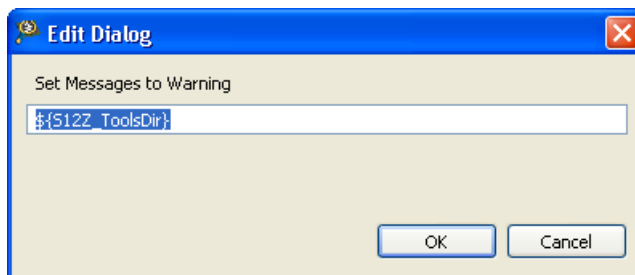 Edit Dialog
Set Messages to Warning
${S12Z_ToolsDir}
OK
Cancel